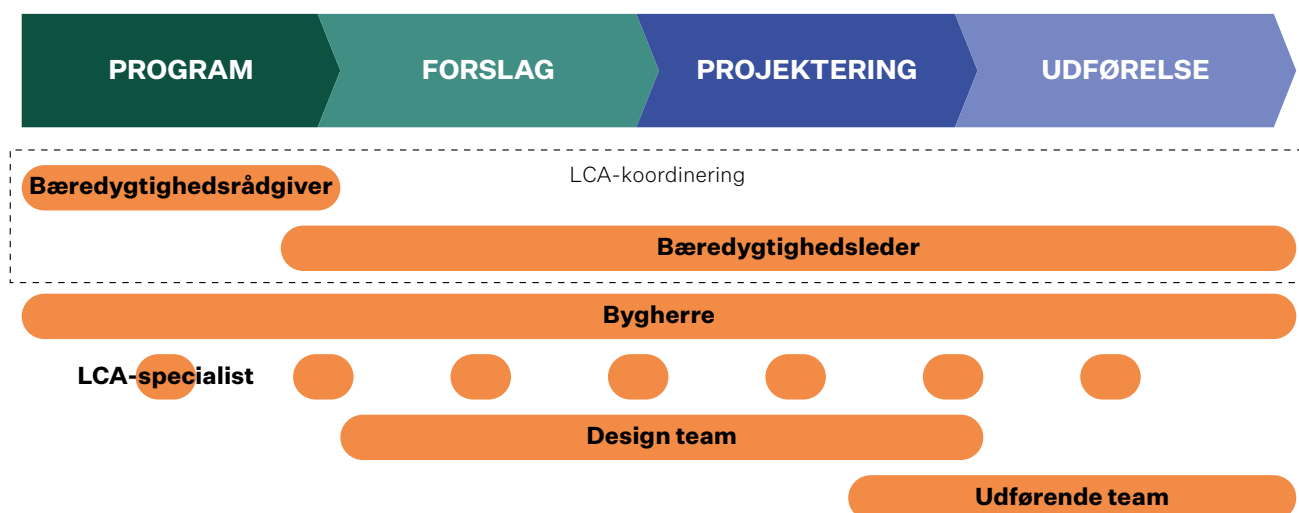 PROGRAM
FORSLAG
PROJEKTERING
UDFØRELSE
LCA-koordinering
Bæredygtighedsrådgiver
Bæredygtighedsleder
Bygherre
LCA-specialist
Design team
Udførende team